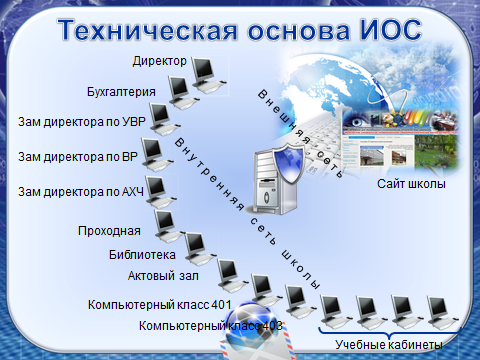 Техническая основа ИОС
Директор
Бухгалтерия
Зам директора по УВР
Зам директора по ВР
Зам директора по АХЧ
Проходная
Библиотека
Актовый зал
Компьютерный класс 401
Компьютерный класс 403
Внешняя сеть
Внутренняя сеть школы
Сайт школы
Учебные кабинеты